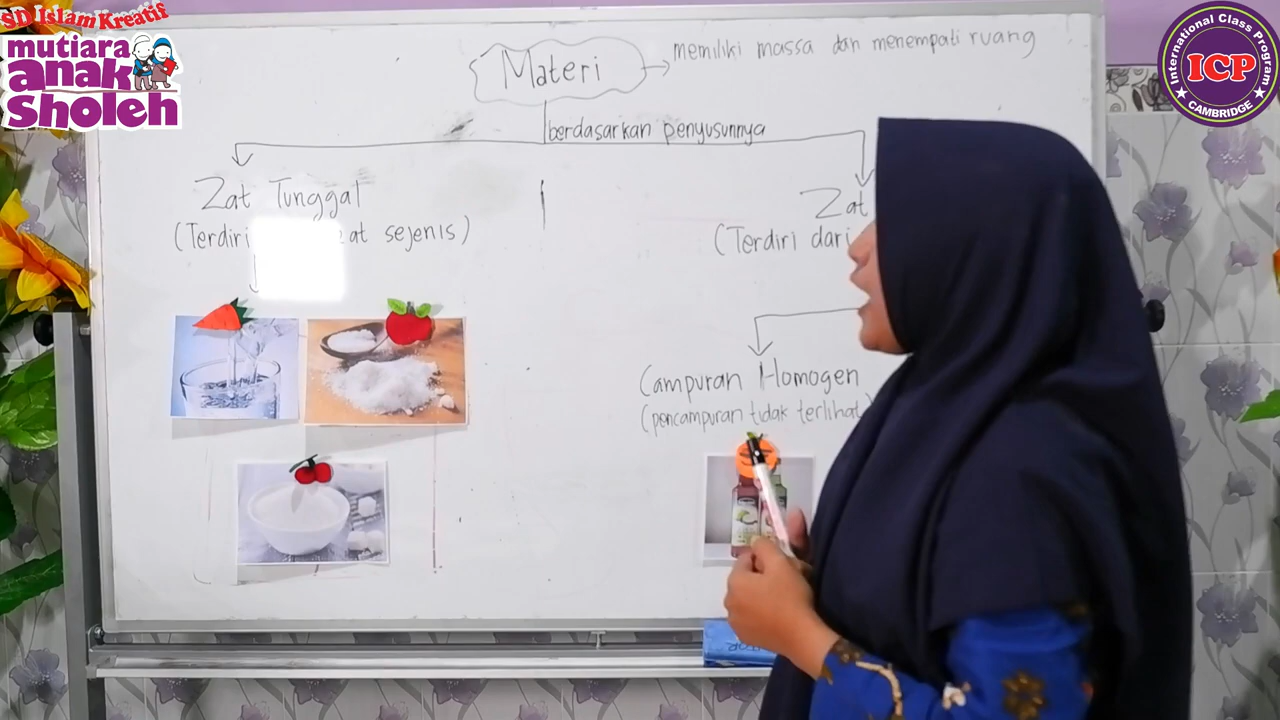 SD Islam Kreatif
mutiara
anak
Sholeh
International Class Program
ICP
CAMBRIDGE
Materi
memiliki massa dan menempati ruang
berdasarkan penyusunnya
Zat Tunggal
(Terdiri at sejenis)
Zat
(Terdiri dari
Campuran Homogen
(pencampuran tidak terlihat)